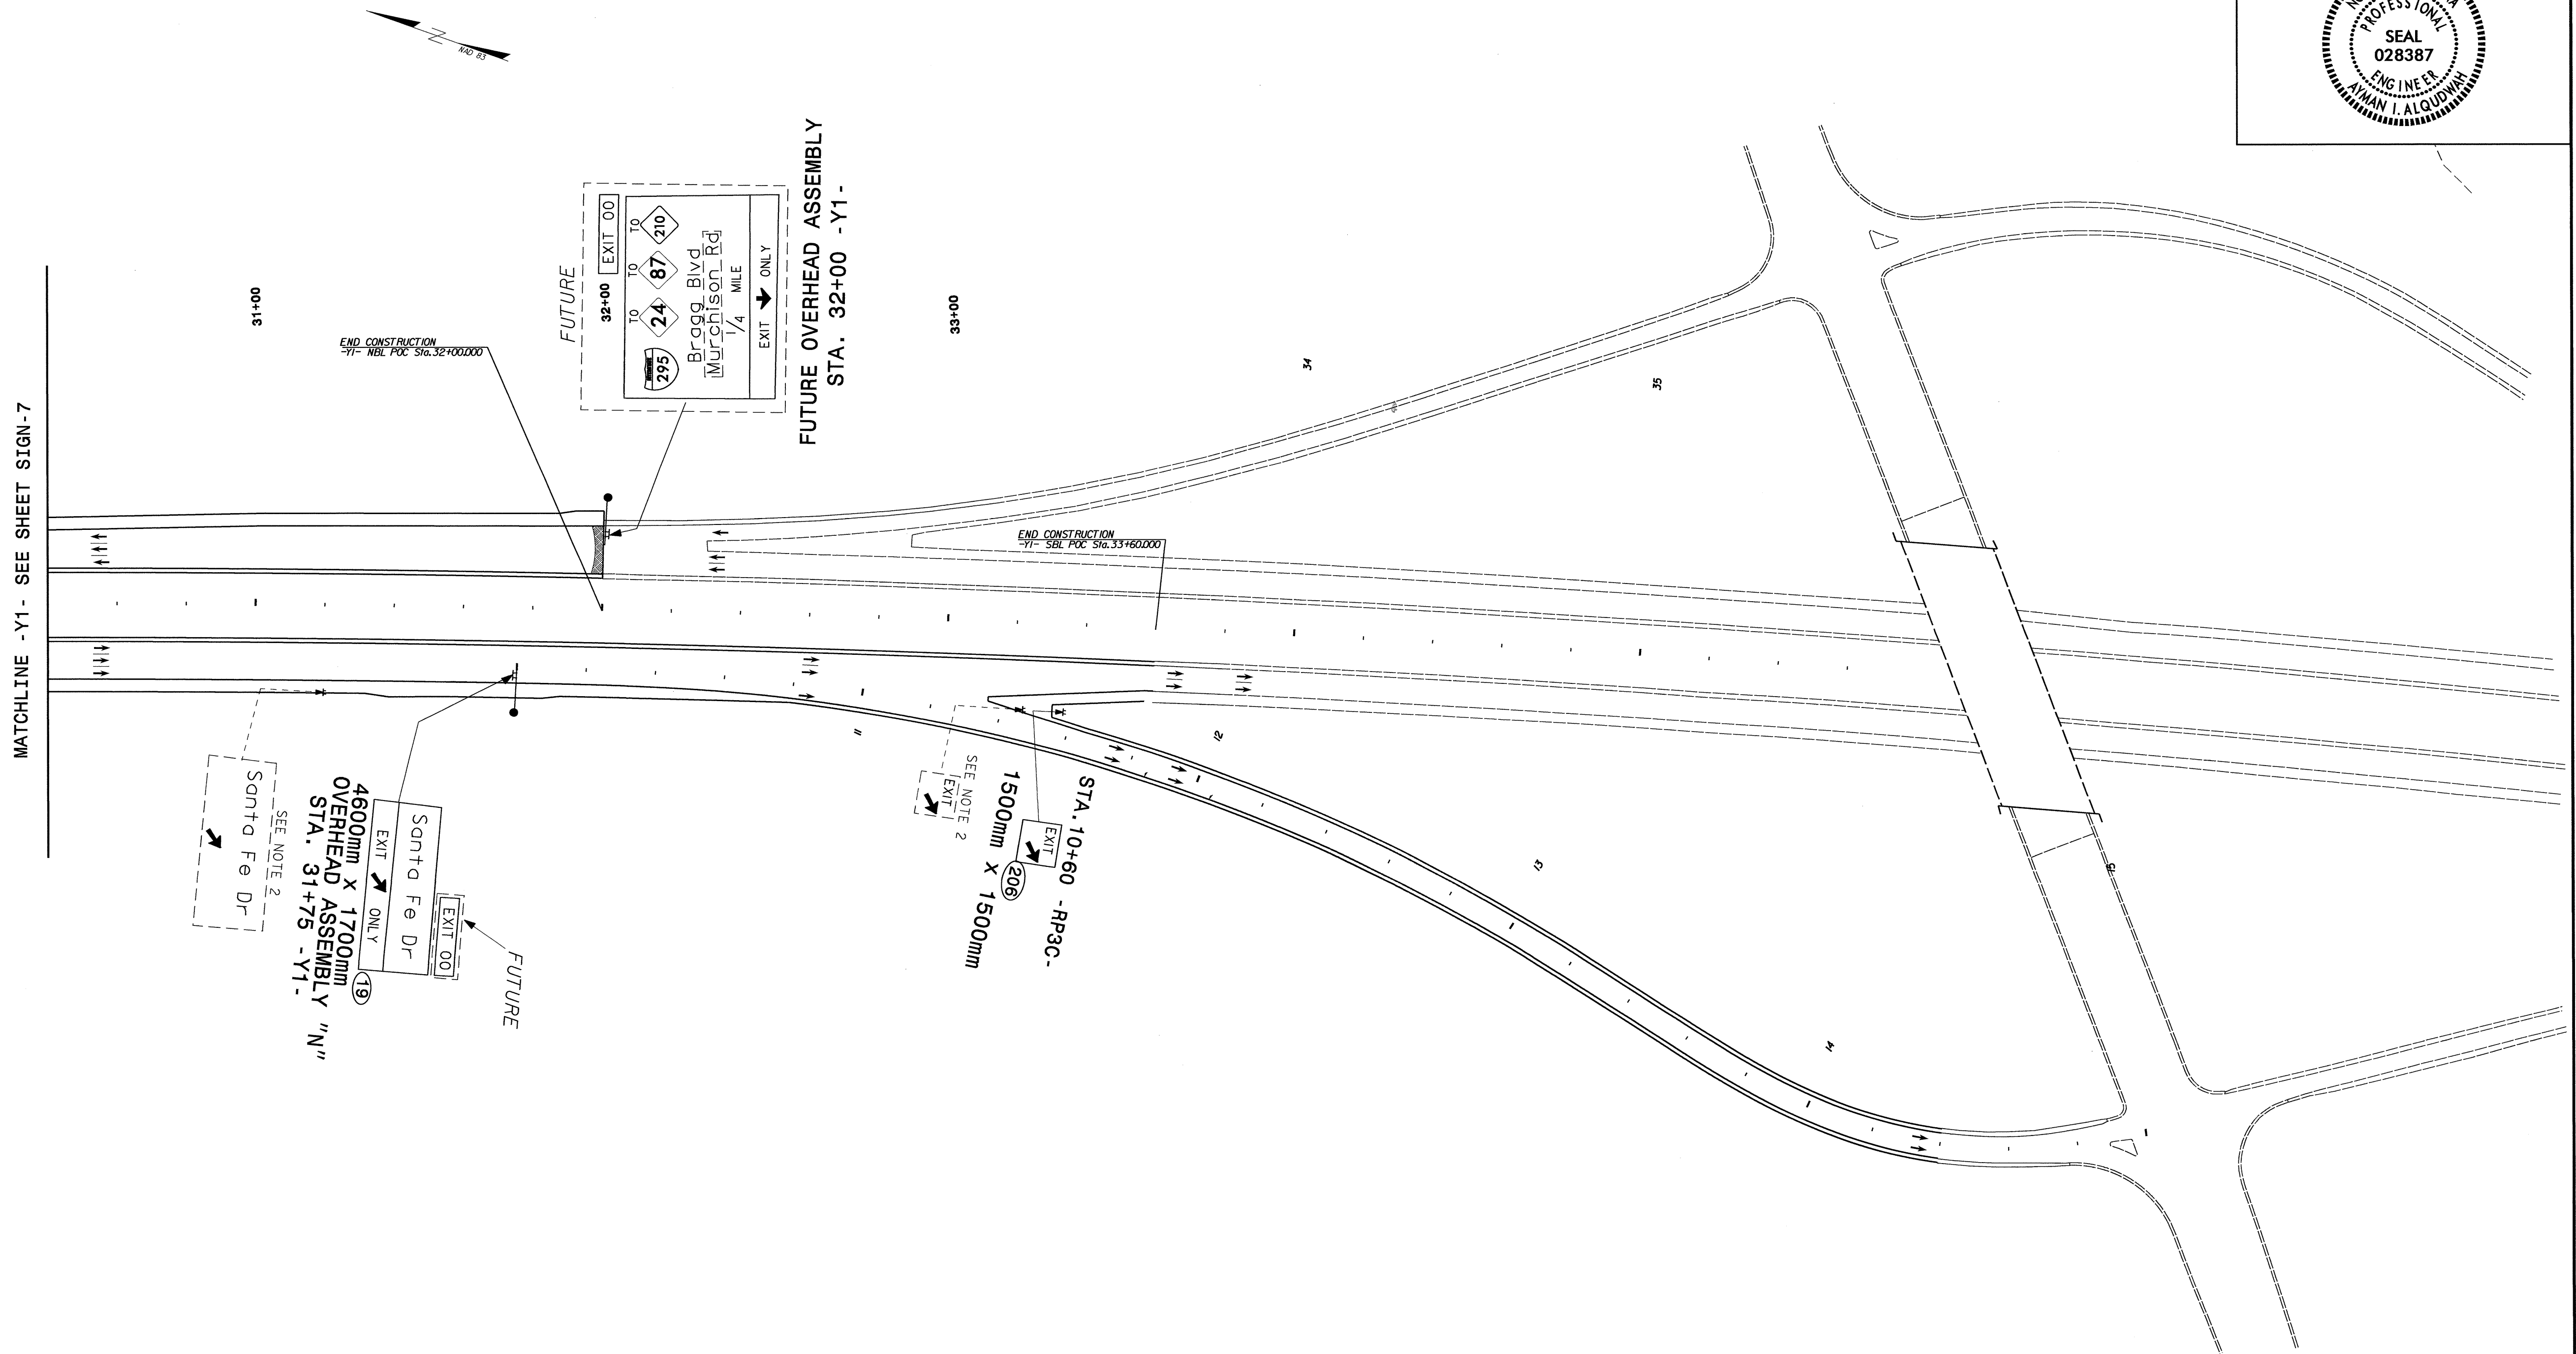 NAD 83
PROFESSIONAL
SEAL
028387
ENGINEER
AYMAN I. ALQUDWAH
MATCHLINE -Y1- SEE SHEET SIGN-7
31+00
END CONSTRUCTION
-Y1- NBL POC Sta.32+00.000
FUTURE
32+00
EXIT 00
TO TO TO
295 24 87 210
Bragg Blvd
Murchison Rd
1/4 MILE
EXIT ONLY
FUTURE OVERHEAD ASSEMBLY
STA. 32+00 -Y1-
33+00
34
35
END CONSTRUCTION
-Y1- SBL POC Sta.33+60.000
11
12
13
14
15
SEE NOTE 2
Santa Fe Dr
FUTURE
EXIT 00
Santa Fe Dr
EXIT ONLY
19
4600mm X 1700mm
OVERHEAD ASSEMBLY "N"
STA. 31+75 -Y1-
SEE NOTE 2
EXIT
STA.10+60 -RP3C-
EXIT
206
1500mm X 1500mm